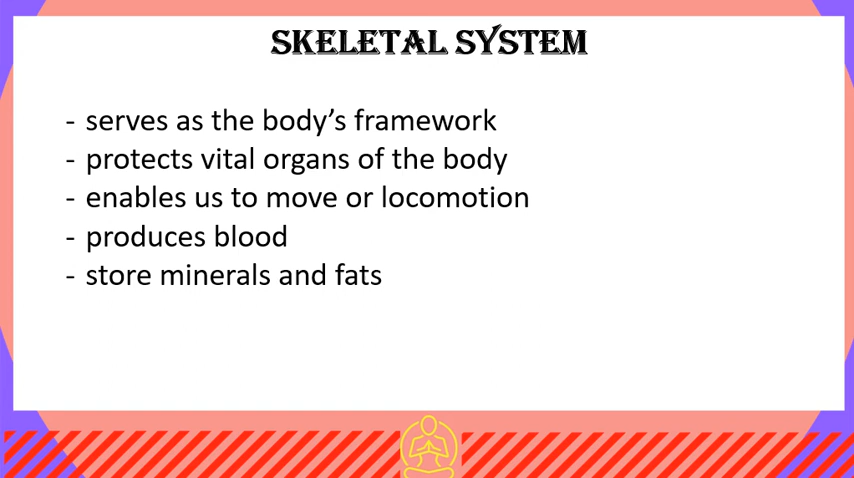 SKELETAL SYSTEM
- serves as the body’s framework
- protects vital organs of the body
- enables us to move or locomotion
- produces blood
- store minerals and fats